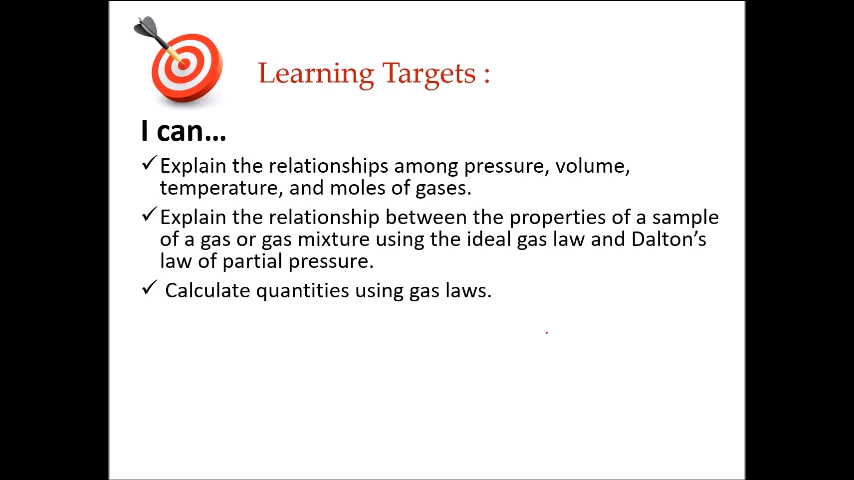 Learning Targets :
I can...
✓Explain the relationships among pressure, volume,
temperature, and moles of gases.
✓Explain the relationship between the properties of a sample
of a gas or gas mixture using the ideal gas law and Dalton’s
law of partial pressure.
✓ Calculate quantities using gas laws.